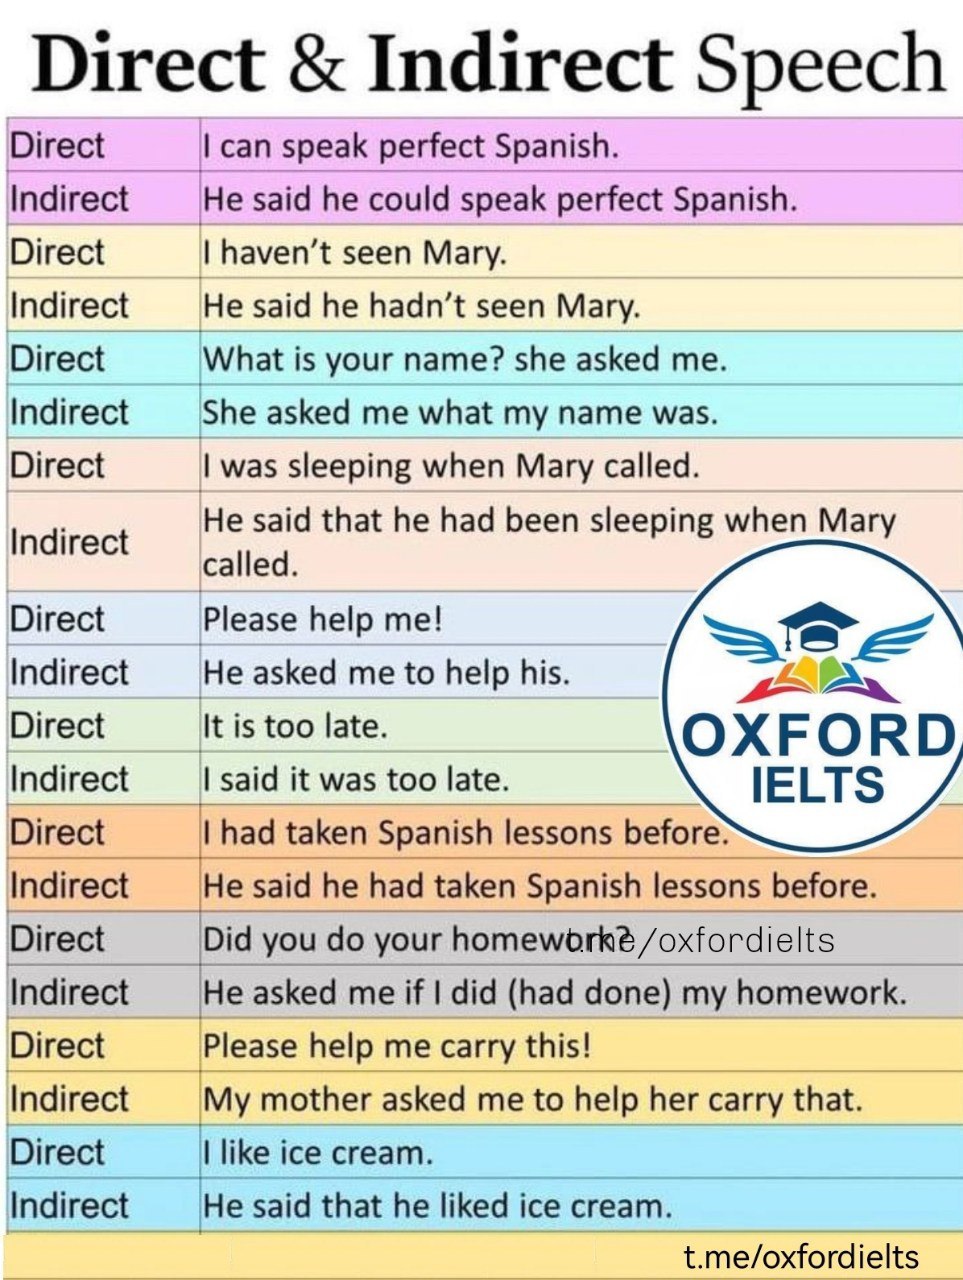 Direct & Indirect Speech
Direct I can speak perfect Spanish.
Indirect He said he could speak perfect Spanish.
Direct I haven’t seen Mary.
Indirect He said he hadn’t seen Mary.
Direct What is your name? she asked me.
Indirect She asked me what my name was.
Direct I was sleeping when Mary called.
Indirect He said that he had been sleeping when Mary
called.
Direct Please help me!
Indirect He asked me to help his.
OXFORD
IELTS
Direct It is too late.
Indirect I said it was too late.
Direct I had taken Spanish lessons before.
Indirect He said he had taken Spanish lessons before.
Direct Did you do your homework?
t.me/oxfordielts
Indirect He asked me if I did (had done) my homework.
Direct Please help me carry this!
Indirect My mother asked me to help her carry that.
Direct I like ice cream.
Indirect He said that he liked ice cream.
t.me/oxfordielts